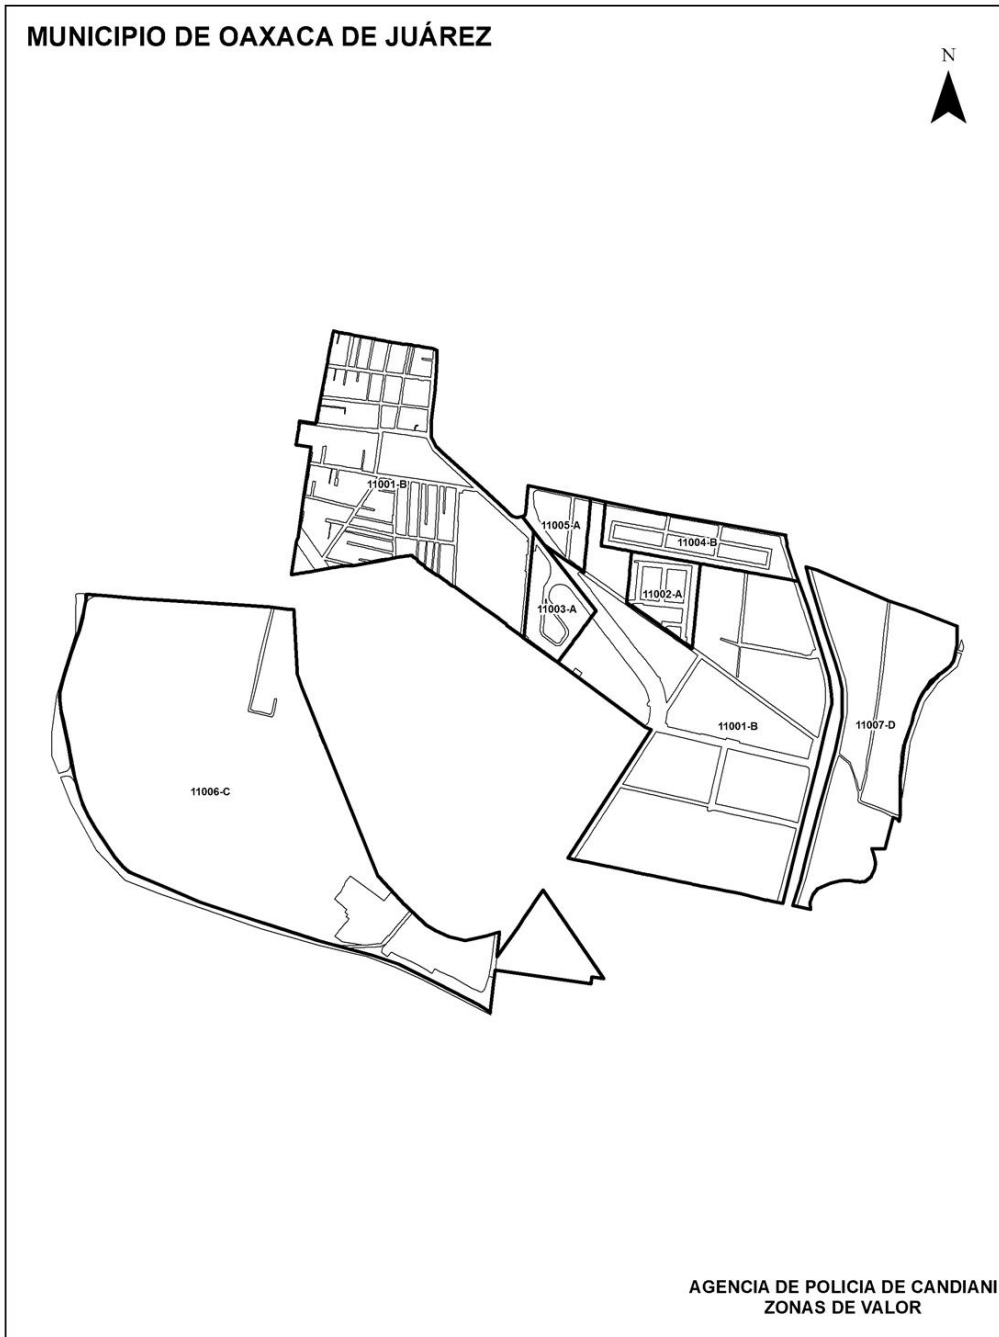 MUNICIPIO DE OAXACA DE JUÁREZ
N
11001-B
11005-A
11004-B
11002-A
11003-A
11001-B
11007-D
11006-C
AGENCIA DE POLICIA DE CANDIANI
ZONAS DE VALOR